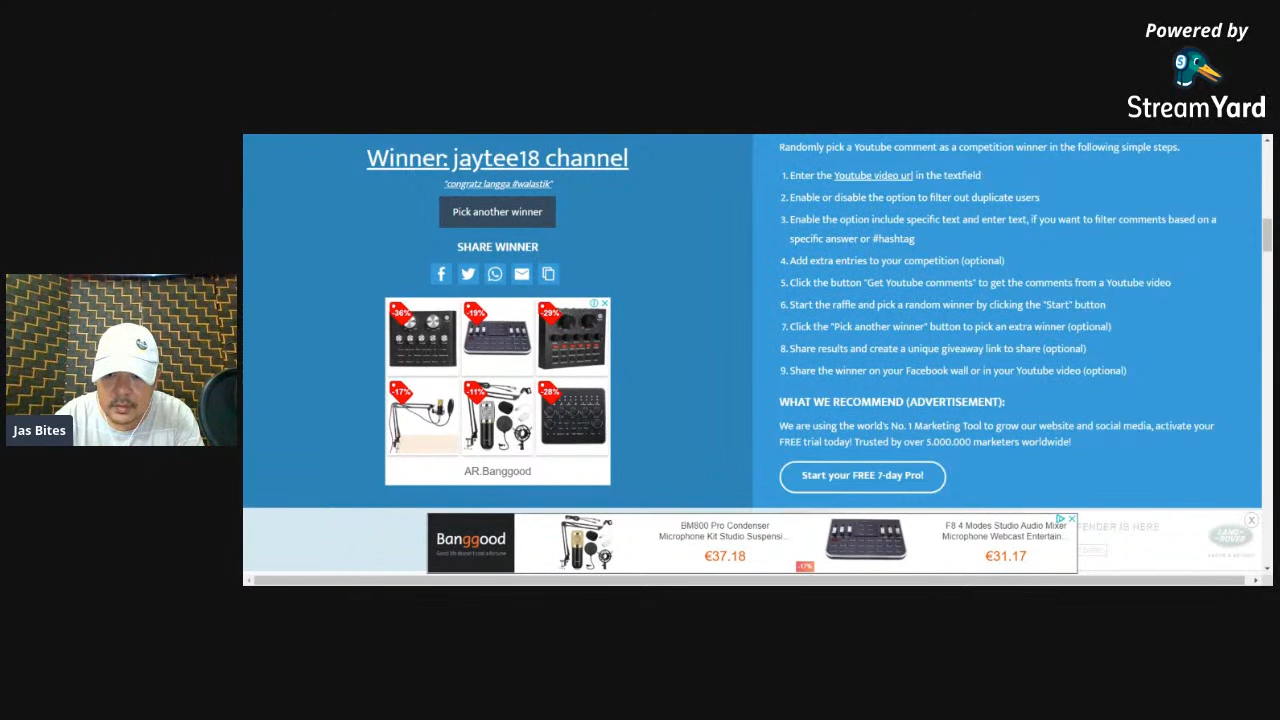 Powered by
StreamYard
Winner: jaytee18 channel
"congratz langga #walastik"
Pick another winner
SHARE WINNER
-36%
-19%
-29%
-17%
-11%
-28%
AR.Banggood
Randomly pick a Youtube comment as a competition winner in the following simple steps.
1. Enter the Youtube video url in the textfield
2. Enable or disable the option to filter out duplicate users
3. Enable the option include specific text and enter text, if you want to filter comments based on a
specific answer or #hashtag
4. Add extra entries to your competition (optional)
5. Click the button "Get Youtube comments" to get the comments from a Youtube video
6. Start the raffle and pick a random winner by clicking the "Start" button
7. Click the "Pick another winner" button to pick an extra winner (optional)
8. Share results and create a unique giveaway link to share (optional)
9. Share the winner on your Facebook wall or in your Youtube video (optional)
WHAT WE RECOMMEND (ADVERTISEMENT):
We are using the world's No. 1 Marketing Tool to grow our website and social media, activate your
FREE trial today! Trusted by over 5.000.000 marketers worldwide!
Start your FREE 7-day Pro!
Jas Bites
Banggood
Good life doesn't cost a fortune
BM800 Pro Condenser
Microphone Kit Studio Suspensi...
€37.18
-17%
F8 4 Modes Studio Audio Mixer
Microphone Webcast Entertain...
€31.17
FENDER IS HERE
LAND-
ROVER